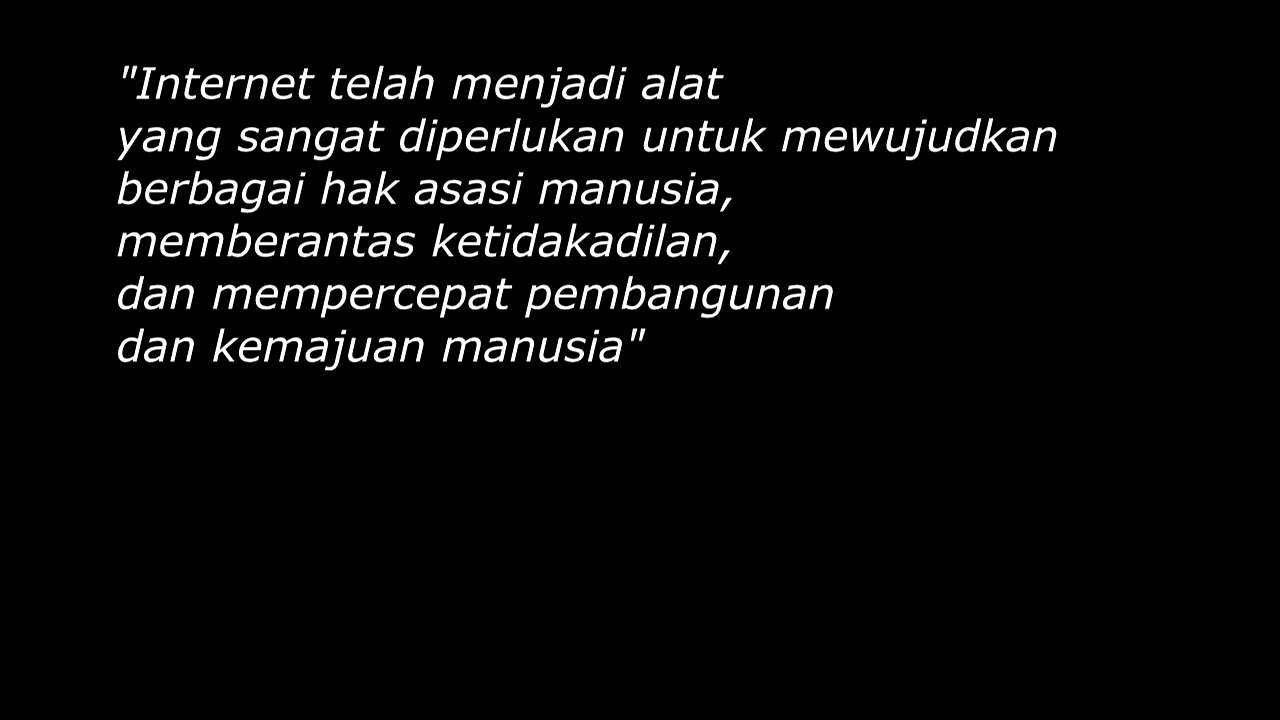 "Internet telah menjadi alat
yang sangat diperlukan untuk mewujudkan
berbagai hak asasi manusia,
memberantas ketidakadilan,
dan mempercepat pembangunan
dan kemajuan manusia"